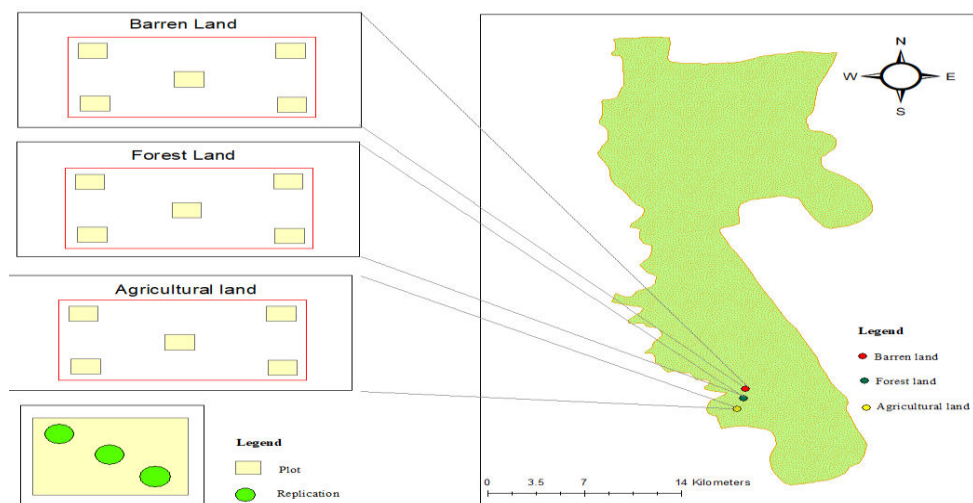 Barren Land
Forest Land
Agricultural land
Legend
Plot
Replication
N
W E
S
Legend
Barren land
Forest land
Agricultural land
0 3.5 7 14 Kilometers